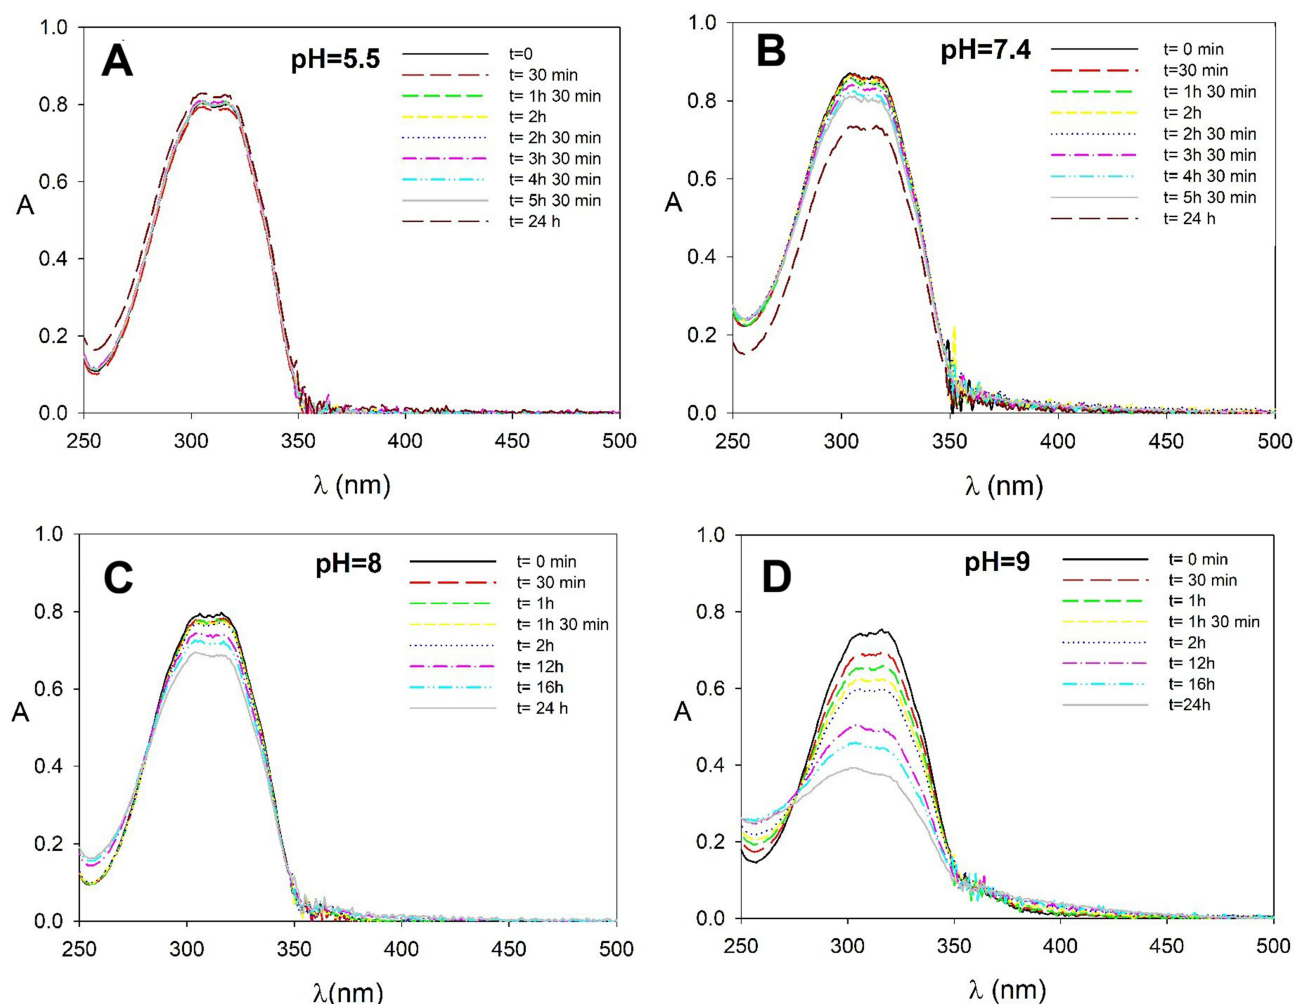 A
pH=5.5
t=0
t= 30 min
t= 1h 30 min
t= 2h
t= 2h 30 min
t= 3h 30 min
t= 4h 30 min
t= 5h 30 min
t= 24 h
1.0
0.8
0.6
0.4
0.2
0.0
A
250
300
350
400
450
500
λ (nm)
B
pH=7.4
t= 0 min
t=30 min
t= 1h 30 min
t= 2h
t= 2h 30 min
t= 3h 30 min
t= 4h 30 min
t= 5h 30 min
t= 24 h
1.0
0.8
0.6
0.4
0.2
0.0
A
250
300
350
400
450
500
λ (nm)
C
pH=8
t= 0 min
t= 30 min
t= 1h
t= 1h 30 min
t= 2h
t= 12h
t= 16h
t= 24 h
1.0
0.8
0.6
0.4
0.2
0.0
A
250
300
350
400
450
500
λ(nm)
D
pH=9
t= 0 min
t= 30 min
t= 1h
t= 1h 30 min
t= 2h
t= 12h
t= 16h
t=24h
1.0
0.8
0.6
0.4
0.2
0.0
A
250
300
350
400
450
500
λ (nm)